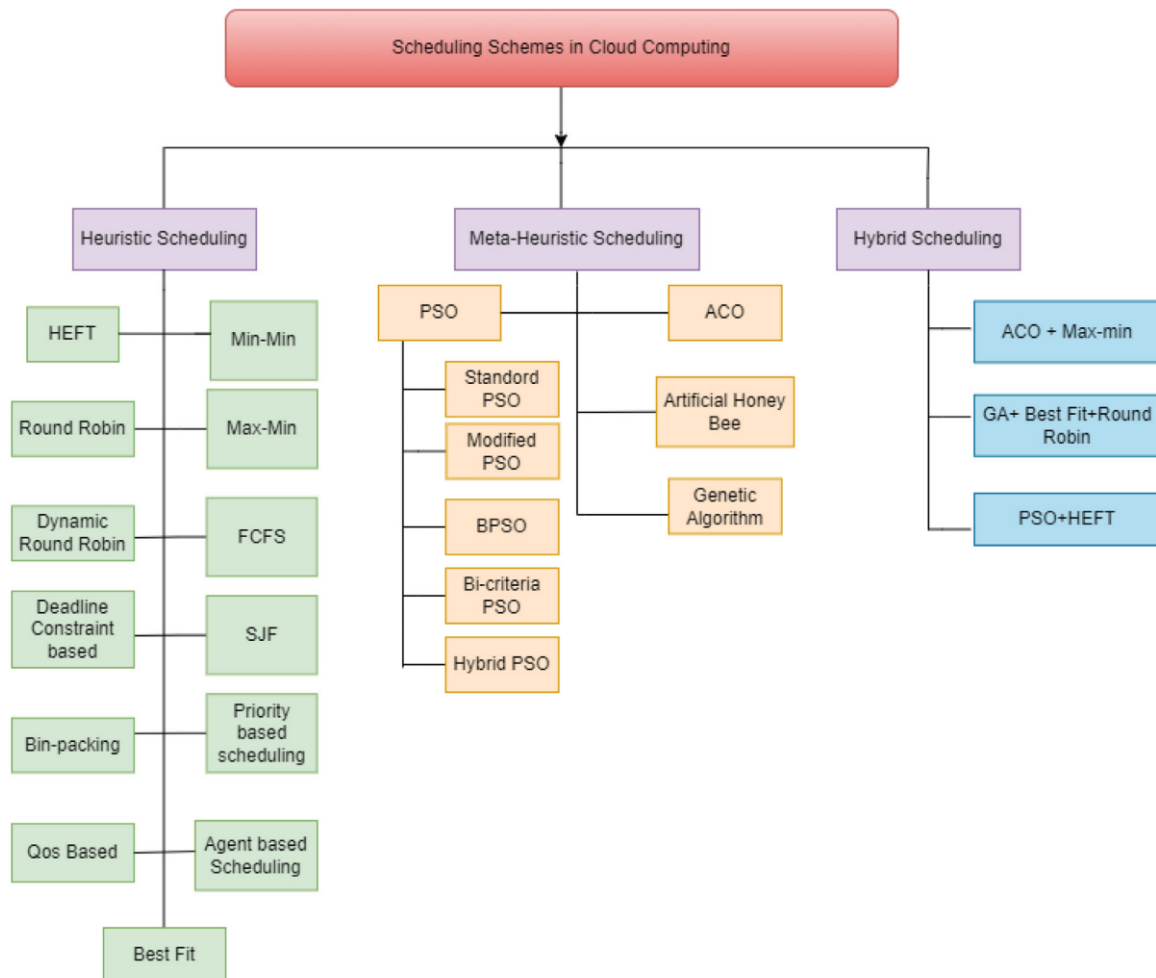 Scheduling Schemes in Cloud Computing
Heuristic Scheduling
Meta-Heuristic Scheduling
Hybrid Scheduling
HEFT
Min-Min
Round Robin
Max-Min
Dynamic
Round Robin
FCFS
Deadline
Constraint
based
SJF
Bin-packing
Priority
based
scheduling
Qos Based
Agent based
Scheduling
Best Fit
PSO
ACO
Standord
PSO
Modified
PSO
BPSO
Bi-criteria
PSO
Hybrid PSO
Artificial Honey
Bee
Genetic
Algorithm
ACO + Max-min
GA+ Best Fit+Round
Robin
PSO+HEFT